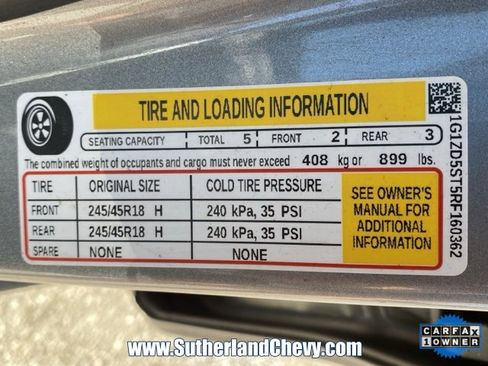 TIRE AND LOADING INFORMATION
SEATING CAPACITY TOTAL 5 FRONT 2 REAR 3
The combined weight of occupants and cargo must never exceed 408 kg or 899 lbs.
TIRE ORIGINAL SIZE COLD TIRE PRESSURE
FRONT 245/45R18 H 240 kPa, 35 PSI
REAR 245/45R18 H 240 kPa, 35 PSI
SPARE NONE NONE
SEE OWNER'S
MANUAL FOR
ADDITIONAL
INFORMATION
1G1ZD5ST5RF160362
www.SutherlandChevy.com
CARFAX
1 OWNER